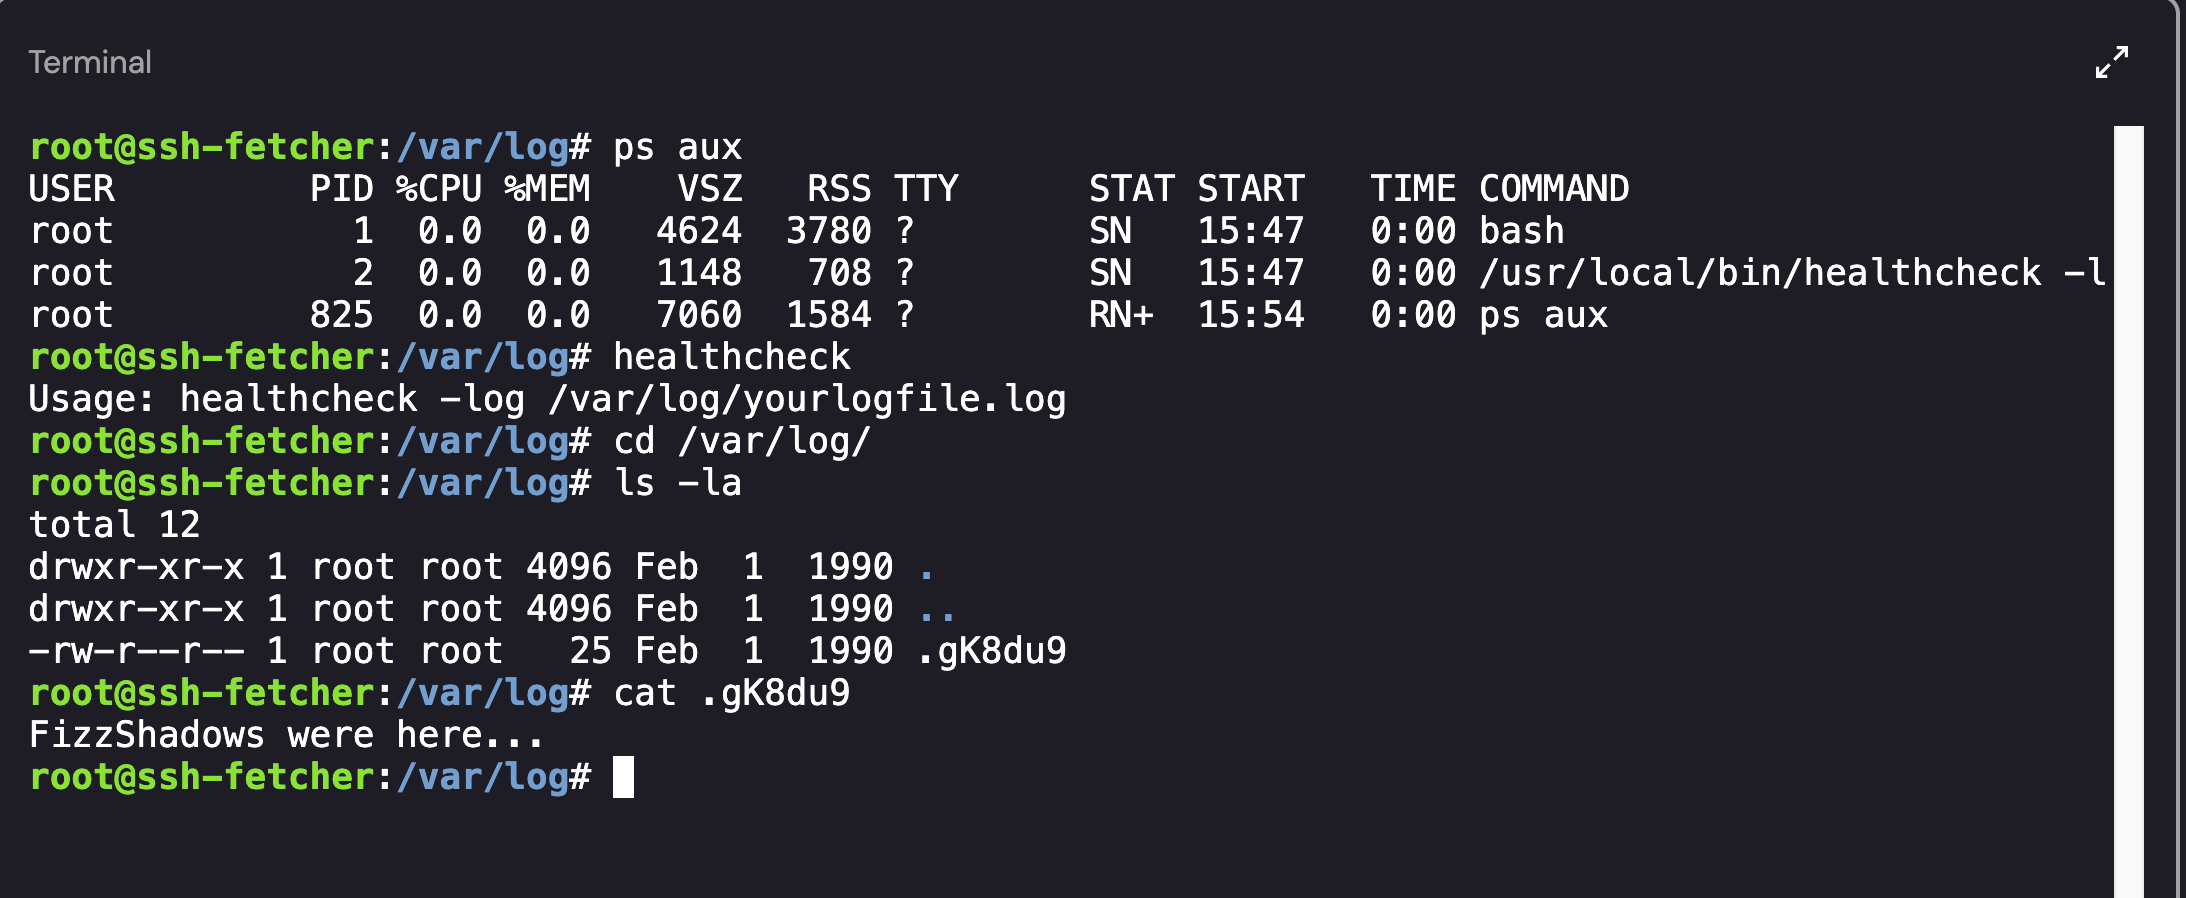 Terminal
root@ssh-fetcher:/var/log# ps aux
USER         PID %CPU %MEM    VSZ   RSS TTY      STAT START   TIME COMMAND
root           1  0.0  0.0   4624  3780 ?        SN   15:47   0:00 bash
root           2  0.0  0.0   1148   708 ?        SN   15:47   0:00 /usr/local/bin/healthcheck -l
root         825  0.0  0.0   7060  1584 ?        RN+  15:54   0:00 ps aux
root@ssh-fetcher:/var/log# healthcheck
Usage: healthcheck -log /var/log/yourlogfile.log
root@ssh-fetcher:/var/log# cd /var/log/
root@ssh-fetcher:/var/log# ls -la
total 12
drwxr-xr-x 1 root root 4096 Feb  1  1990 .
drwxr-xr-x 1 root root 4096 Feb  1  1990 ..
-rw-r--r-- 1 root root   25 Feb  1  1990 .gK8du9
root@ssh-fetcher:/var/log# cat .gK8du9
FizzShadows were here...
root@ssh-fetcher:/var/log#